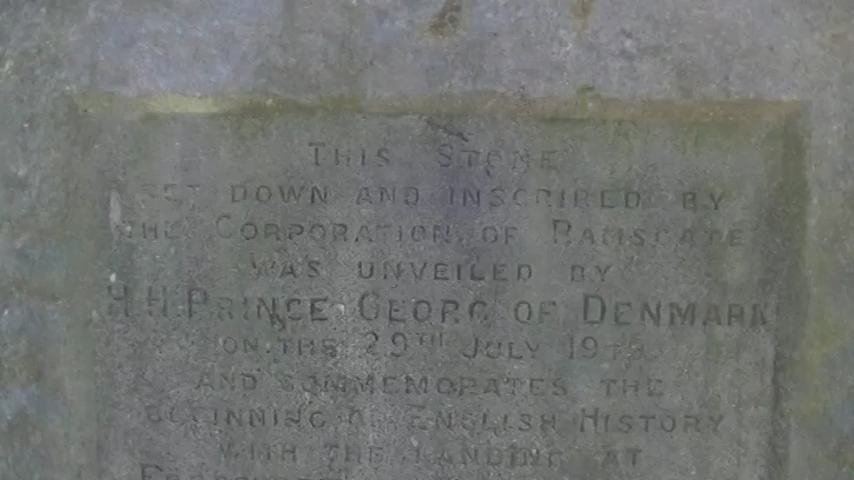 THIS STONE
SET DOWN AND INSCRIBED BY
THE CORPORATION OF RAMSGATE
WAS UNVEILED BY
H.H. PRINCE GEORG OF DENMARK
ON THE 29TH JULY
AND COMMEMORATES THE
BEGINNING OF ENGLISH HISTORY
WITH THE LANDING AT